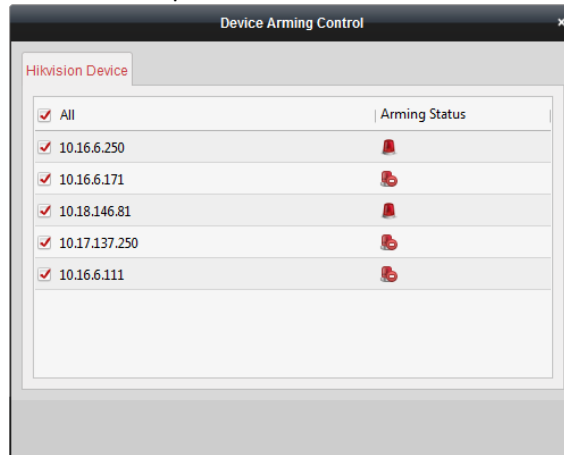 Device Arming Control
×
Hikvision Device
All
Arming Status
10.16.6.250
10.16.6.171
10.18.146.81
10.17.137.250
10.16.6.111